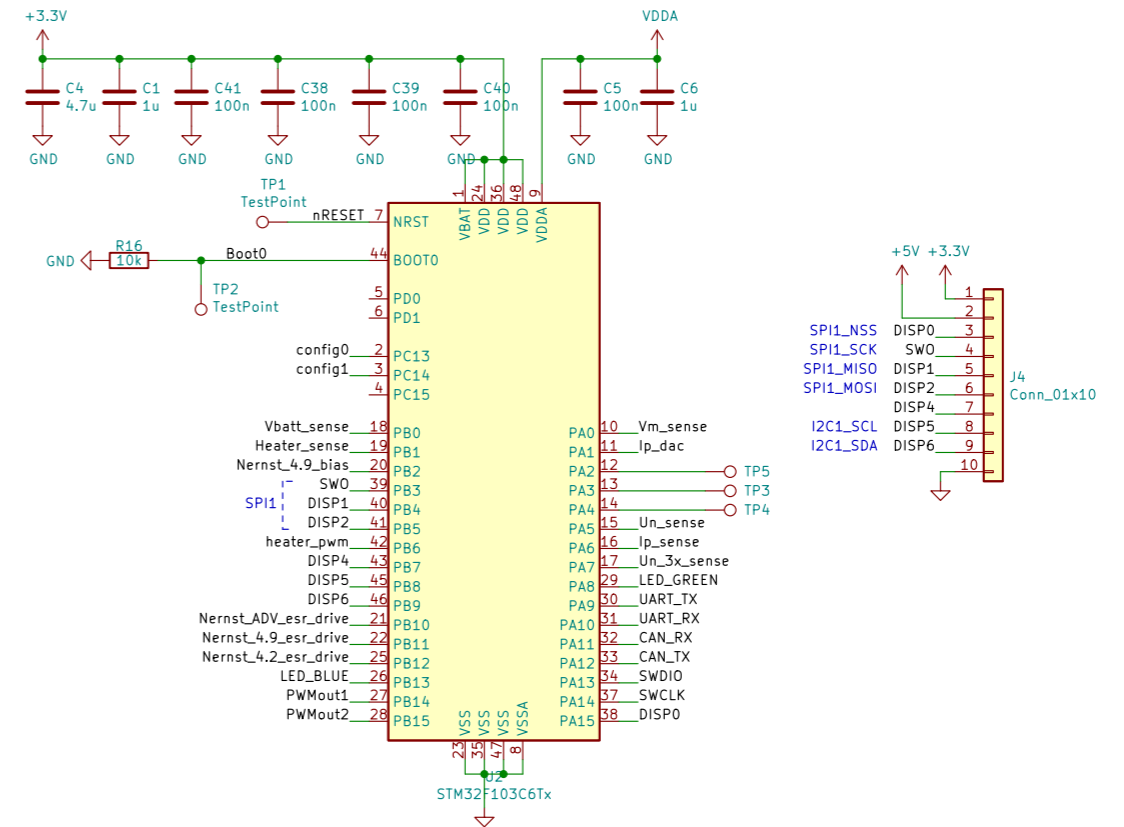 +3.3V
VDDA
C4
4.7u
C1
1u
C41
100n
C38
100n
C39
100n
C40
100n
C5
100n
C6
1u
GND
GND
GND
GND
GND
GND
GND
GND
TP1
TestPoint
nRESET 7 NRST
1 VBAT
24 VDD
36 VDD
48 VDD
9 VDDA
GND
R16
10k
Boot0
44 BOOT0
TP2
TestPoint
5 PD0
6 PD1
config0 2 PC13
config1 3 PC14
4 PC15
Vbatt_sense 18 PB0
Heater_sense 19 PB1
Nernst_4.9_bias 20 PB2
SPI1
SWO 39 PB3
DISP1 40 PB4
DISP2 41 PB5
heater_pwm 42 PB6
DISP4 43 PB7
DISP5 45 PB8
DISP6 46 PB9
Nernst_ADV_esr_drive 21 PB10
Nernst_4.9_esr_drive 22 PB11
Nernst_4.2_esr_drive 25 PB12
LED_BLUE 26 PB13
PWMout1 27 PB14
PWMout2 28 PB15
PA0 10 Vm_sense
PA1 11 Ip_dac
PA2 12 TP5
PA3 13 TP3
PA4 14 TP4
PA5 15 Un_sense
PA6 16 Ip_sense
PA7 17 Un_3x_sense
PA8 29 LED_GREEN
PA9 30 UART_TX
PA10 31 UART_RX
PA11 32 CAN_RX
PA12 33 CAN_TX
PA13 34 SWDIO
PA14 37 SWCLK
PA15 38 DISP0
VSS 23
VSS 35
VSS 47
VSSA 8
U2
STM32F103C6Tx
+5V +3.3V
1
2
SPI1_NSS DISP0 3
SPI1_SCK SWO 4
SPI1_MISO DISP1 5
SPI1_MOSI DISP2 6
DISP4 7
I2C1_SCL DISP5 8
I2C1_SDA DISP6 9
10
J4
Conn_01x10